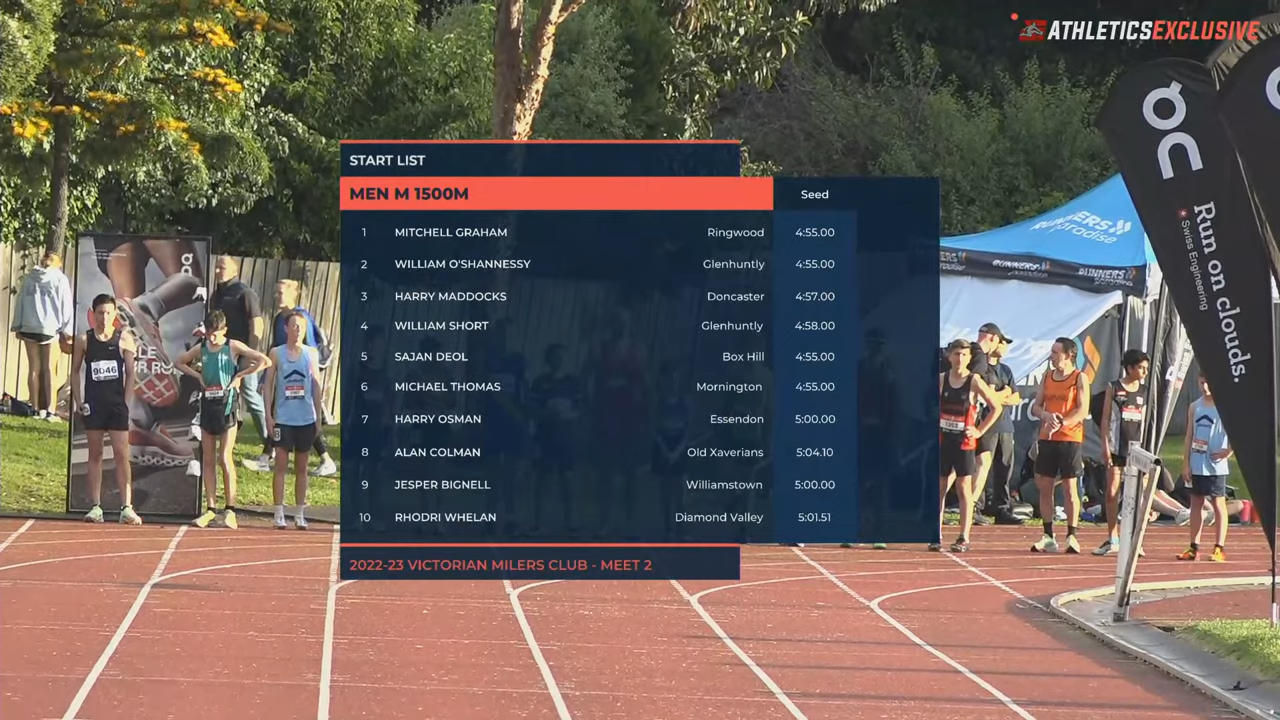 ATHLETICSEXCLUSIVE
START LIST
MEN M 1500M Seed
1 MITCHELL GRAHAM Ringwood 4:55.00
2 WILLIAM O'SHANNESSY Glenhuntly 4:55.00
3 HARRY MADDOCKS Doncaster 4:57.00
4 WILLIAM SHORT Glenhuntly 4:58.00
5 SAJAN DEOL Box Hill 4:55.00
6 MICHAEL THOMAS Mornington 4:55.00
7 HARRY OSMAN Essendon 5:00.00
8 ALAN COLMAN Old Xaverians 5:04.10
9 JESPER BIGNELL Williamstown 5:00.00
10 RHODRI WHELAN Diamond Valley 5:01.51
2022-23 VICTORIAN MILERS CLUB - MEET 2
9046
RUNNERS
paradise
RUNNERS
RUNNERS
On
Run on clouds.
Swiss Engineering